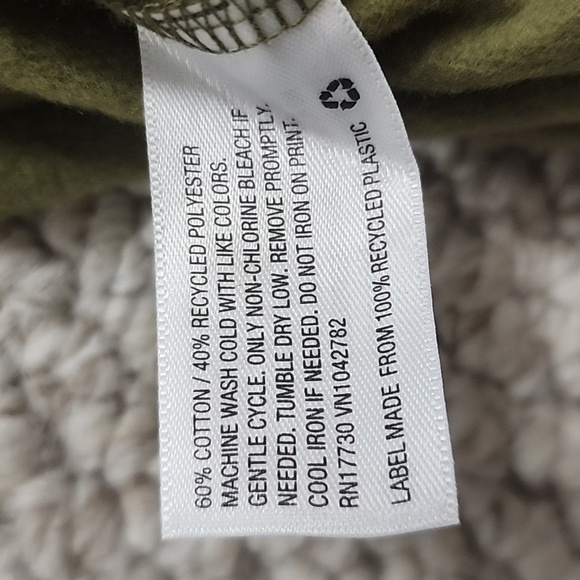 60% COTTON / 40% RECYCLED POLYESTER
MACHINE WASH COLD WITH LIKE COLORS.
GENTLE CYCLE. ONLY NON-CHLORINE BLEACH IF
NEEDED. TUMBLE DRY LOW. REMOVE PROMPTLY.
COOL IRON IF NEEDED. DO NOT IRON ON PRINT.
RN17730 VN1042782
LABEL MADE FROM 100% RECYCLED PLASTIC